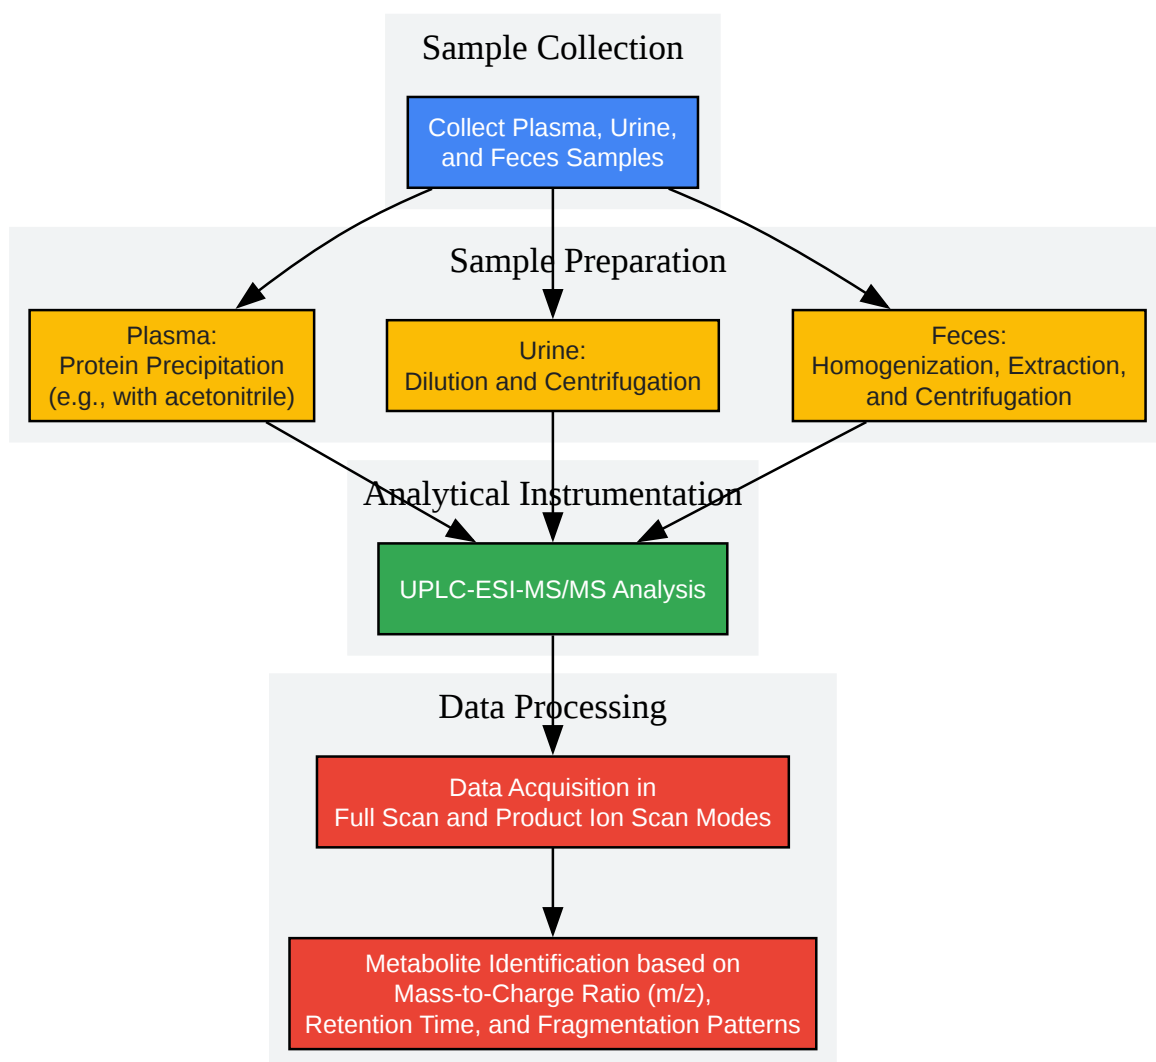 Sample Collection
Collect Plasma, Urine,
and Feces Samples
Sample Preparation
Plasma:
Protein Precipitation
(e.g., with acetonitrile)
Urine:
Dilution and Centrifugation
Feces:
Homogenization, Extraction,
and Centrifugation
Analytical Instrumentation
UPLC-ESI-MS/MS Analysis
Data Processing
Data Acquisition in
Full Scan and Product Ion Scan Modes
Metabolite Identification based on
Mass-to-Charge Ratio (m/z),
Retention Time, and Fragmentation Patterns